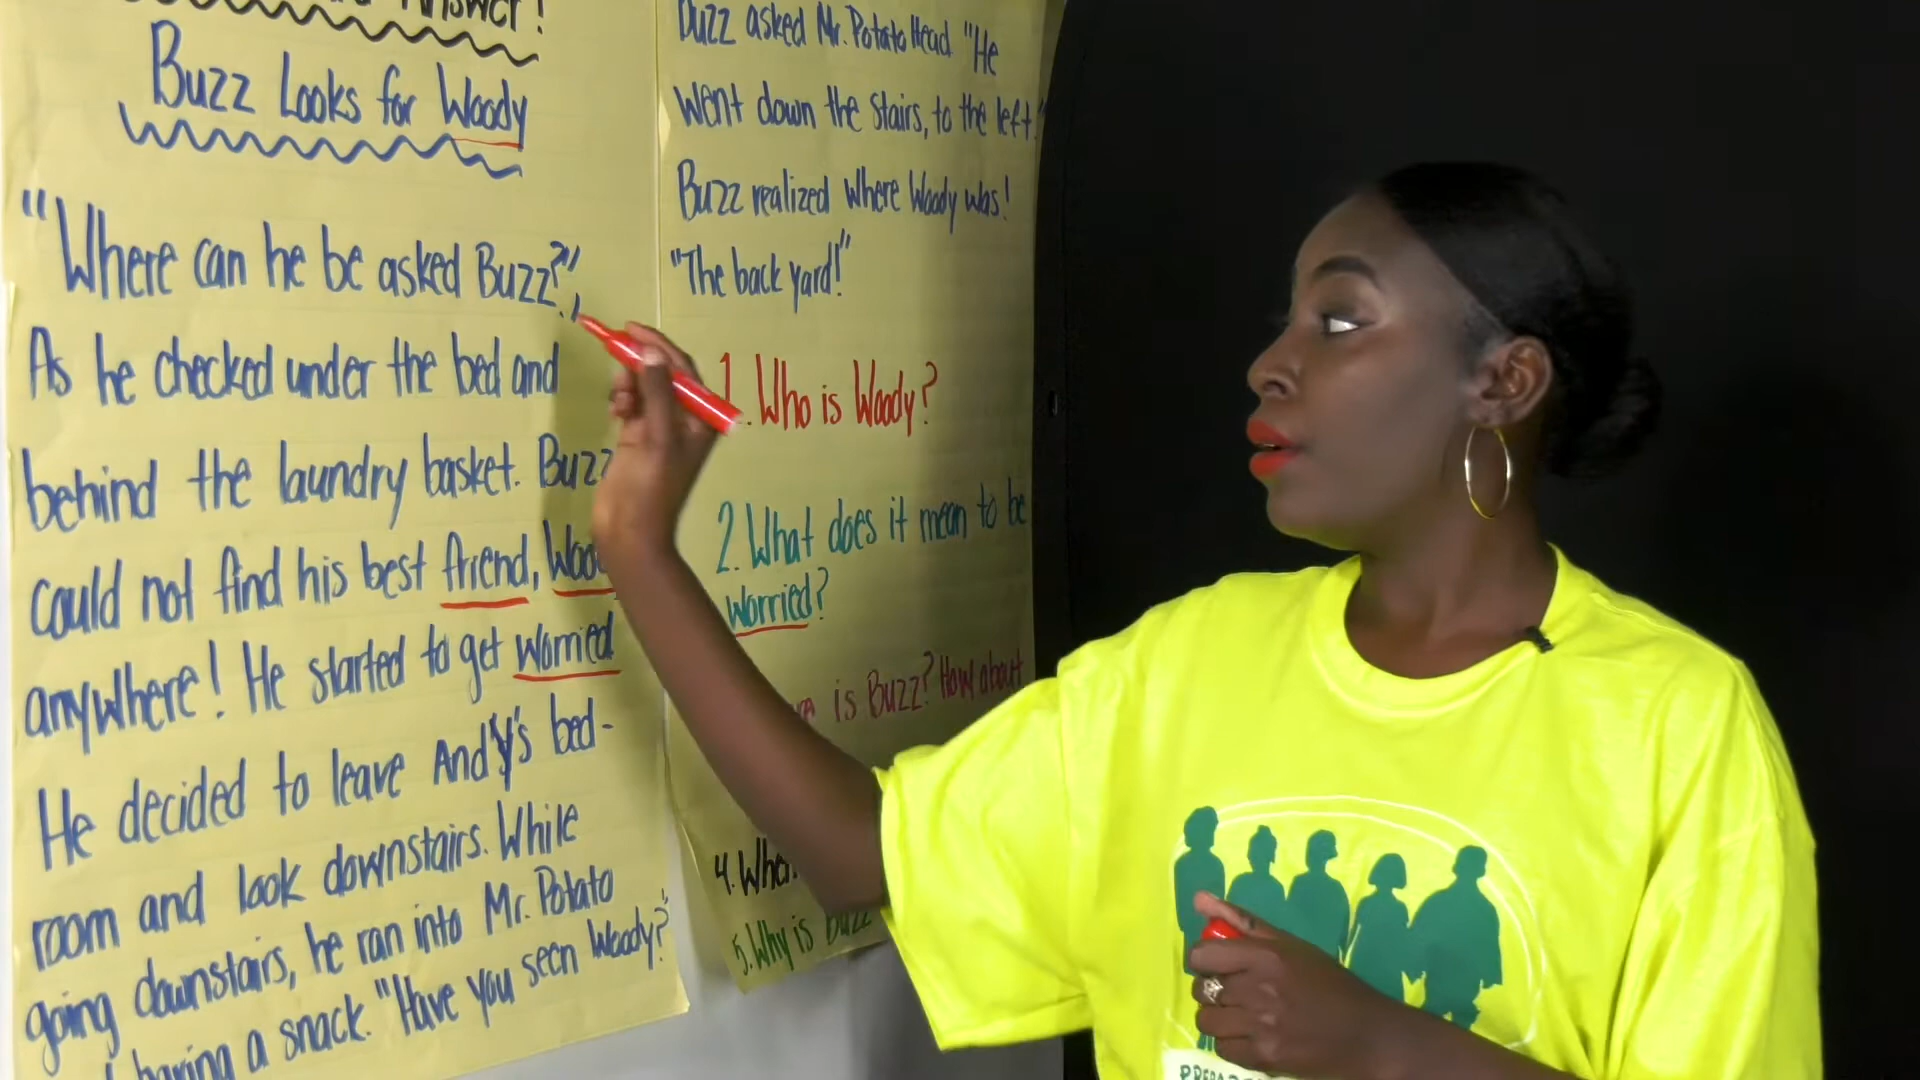 Answer!
Buzz Looks for Woody
"Where can he be asked Buzz?",
As he checked under the bed and
behind the laundry basket. Buzz
could not find his best friend,
anywhere! He started to get worried
He decided to leave Andy's bed-
room and look downstairs. While
going downstairs, he ran into Mr. Potato
having a snack. "Have you seen Woody?"
Buzz asked Mr. Potato Head "He
went down the stairs, to the left."
Buzz realized where Woody was!
"The back yard!"
1. Who is Woody?
2. What does it mean to be
worried?
is Buzz? How about
4.
5. Why is Buzz